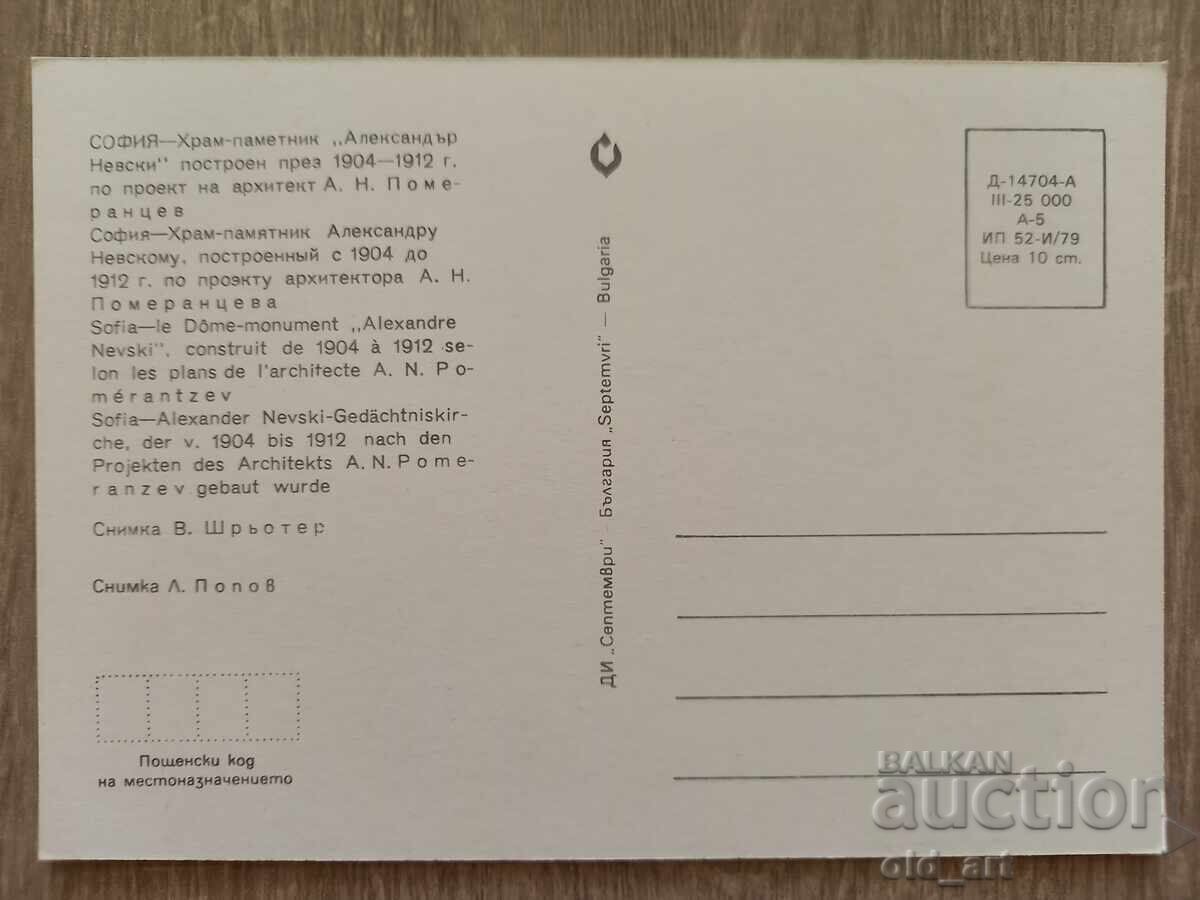 СОФИЯ—Храм-паметник „Александър
Невски" построен през 1904—1912 г.
по проект на архитект А. Н. Поме-
ранцев
София—Храм-памятник Александру
Невскому, построенный с 1904 до
1912 г. по проэкту архитектора А. Н.
Померанцева
Sofia—le Dôme-monument „Alexandre
Nevski", construit de 1904 à 1912 se-
lon les plans de l'architecte A. N. Po-
mérantzev
Sofia—Alexander Nevski-Gedächtniskir-
che, der v. 1904 bis 1912 nach den
Projekten des Architekts A. N. Pome-
ranzev gebaut wurde
Снимка В. Шрьотер
Снимка Л. Попов
Пощенски код
на местоназначението
ДИ „Септември" - България „Septemvri" — Bulgaria
Д-14704-А
III-25 000
А-5
ИП 52-И/79
Цена 10 ст.
BALKAN
auction
old_art